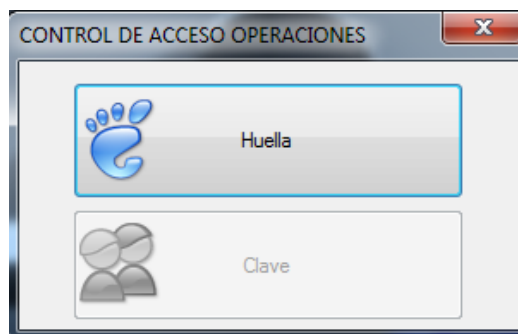 CONTROL DE ACCESO OPERACIONES
Huella
Clave